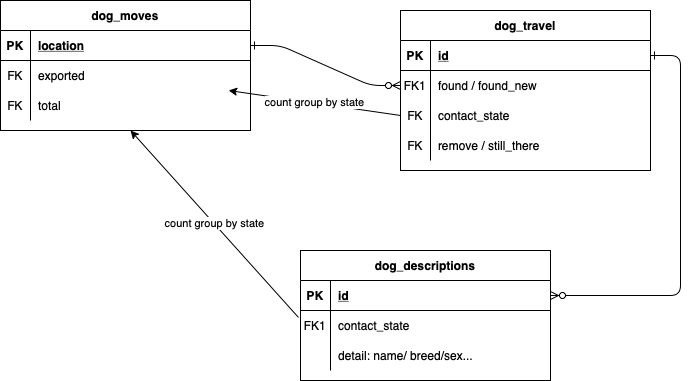 dog_moves
PK location
FK exported
FK total
count group by state
dog_travel
PK id
FK1 found / found_new
FK contact_state
FK remove / still_there
count group by state
dog_descriptions
PK id
FK1 contact_state
detail: name/ breed/sex...